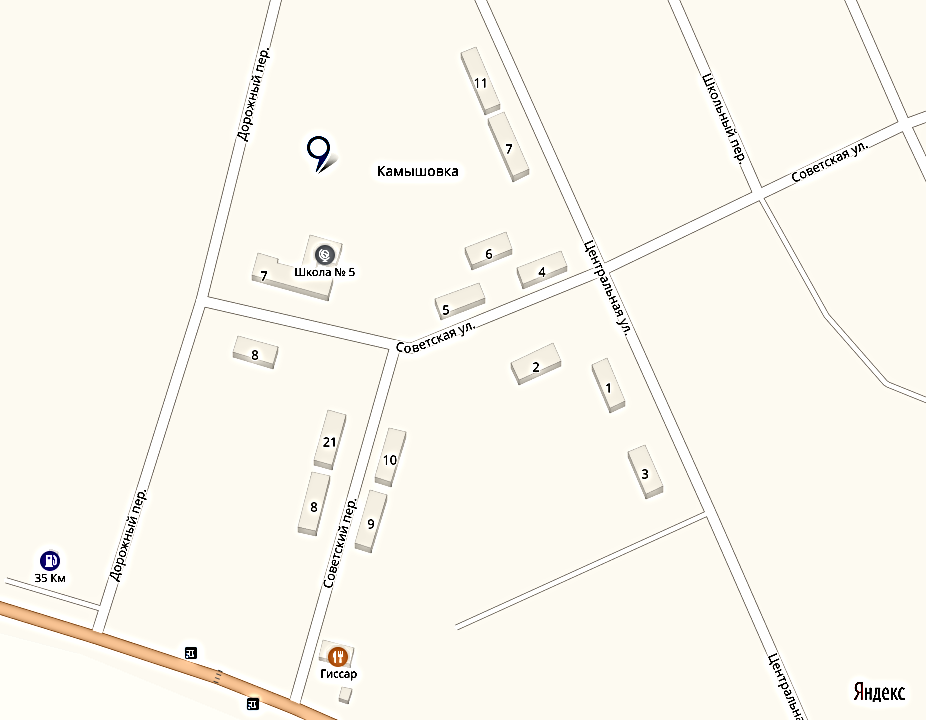 Дорожный пер.
11
Школьный пер.
7
Советская ул.
Камышовка
6
Школа № 5
7
4
Центральная ул.
5
Советская ул.
8
2
1
21
10
3
8
9
Дорожный пер.
Советский пер.
35 Км
Гиссар
Центральна
Яндекс